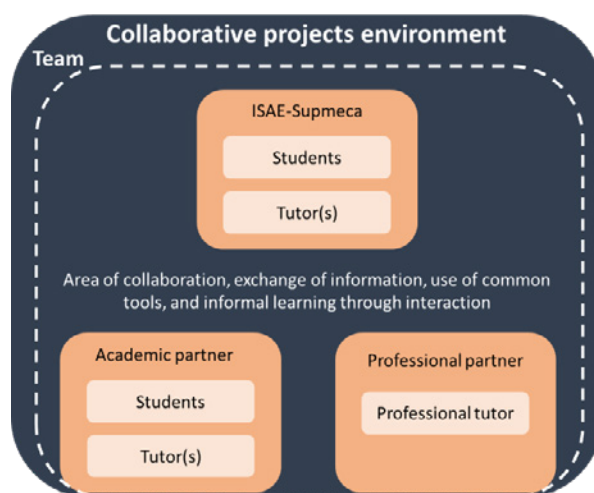 Collaborative projects environment
Team
ISAE-Supmeca
Students
Tutor(s)
Area of collaboration, exchange of information, use of common
tools, and informal learning through interaction
Academic partner
Students
Tutor(s)
Professional partner
Professional tutor